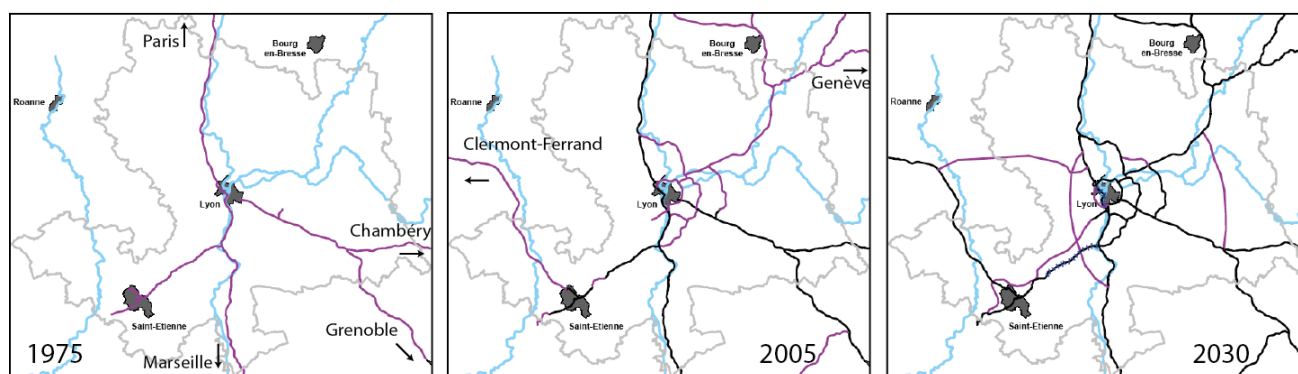 Paris
Bourg
en-Bresse
Roanne
Lyon
Chambéry
Saint-Etienne
Grenoble
1975
Marseille
Bourg
en-Bresse
Genève
Roanne
Clermont-Ferrand
Lyon
Saint-Etienne
2005
Bourg
en-Bresse
Roanne
Lyon
Saint-Etienne
2030